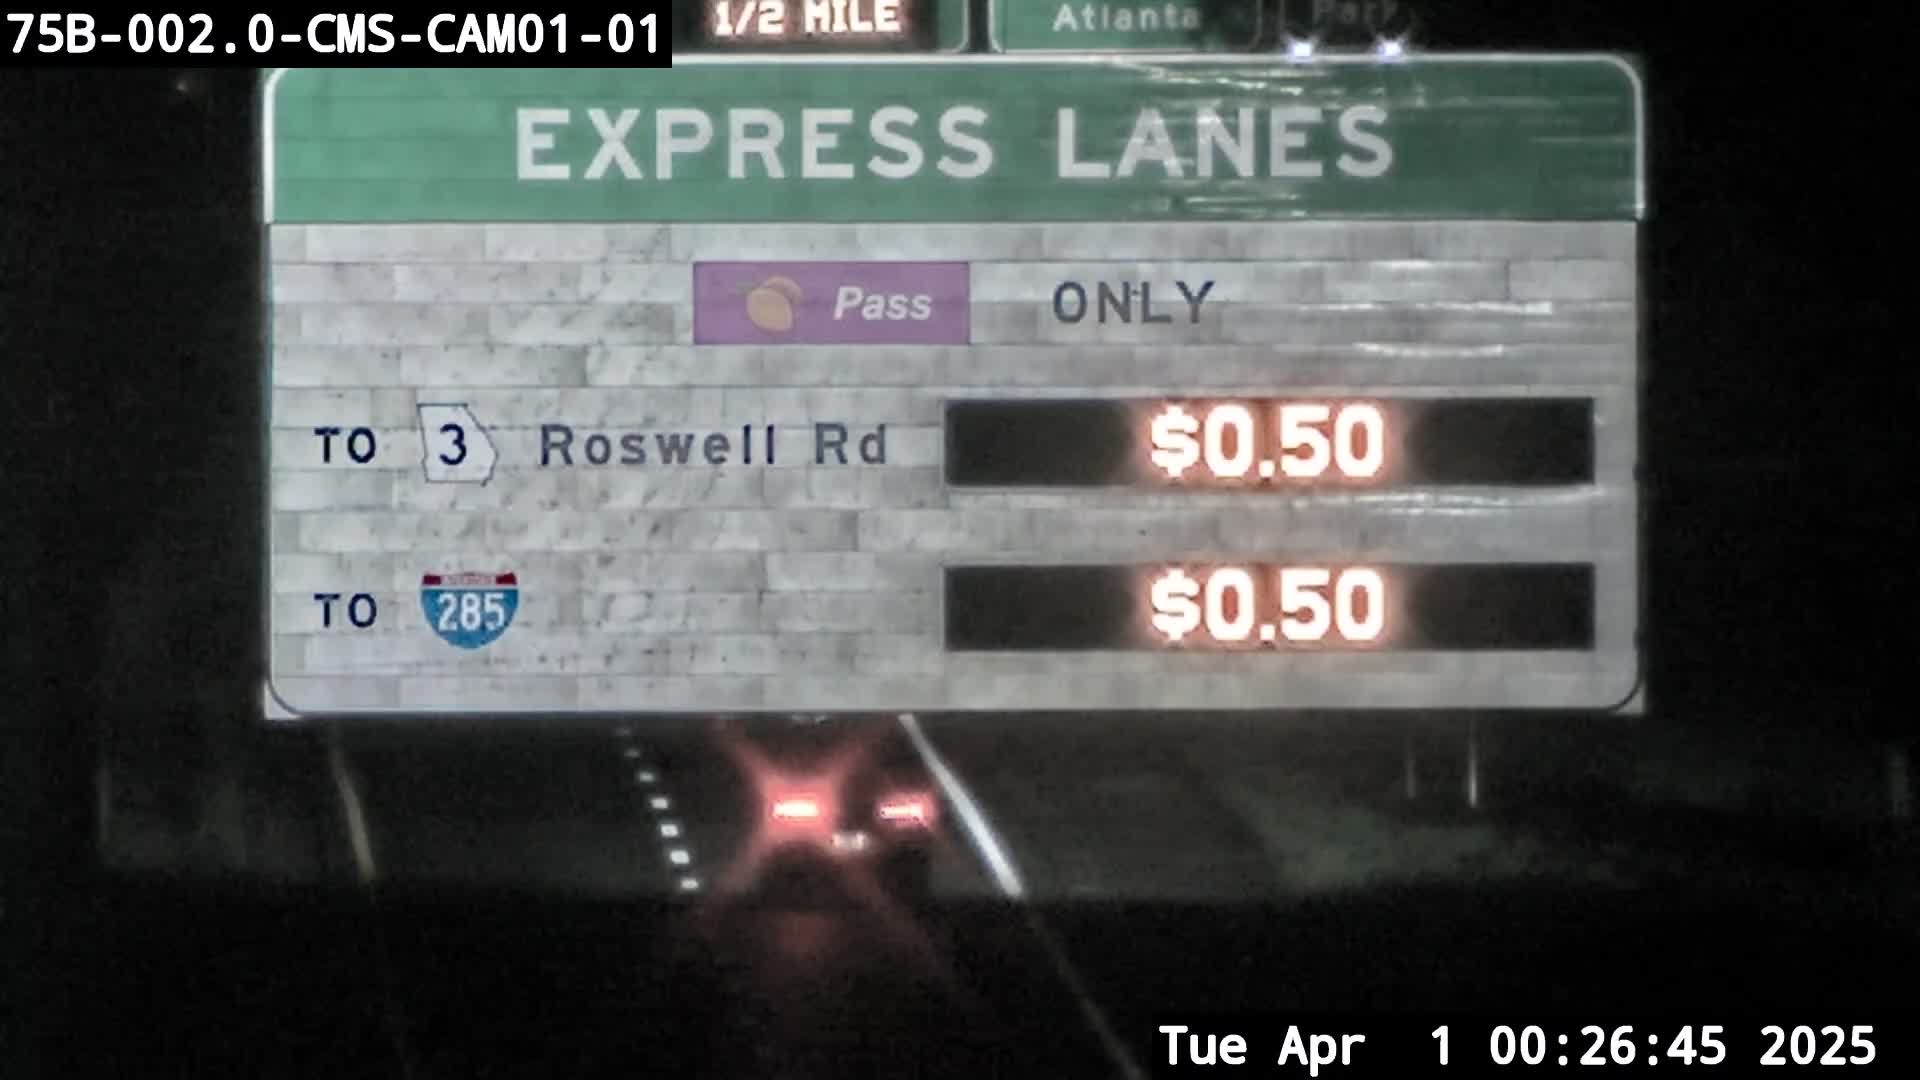 75B-002.0-CMS-CAM01-01
1/2 MILE
Atlanta
Park
EXPRESS LANES
Pass ONLY
TO 3 Roswell Rd $0.50
TO 285 $0.50
Tue Apr 1 00:26:45 2025